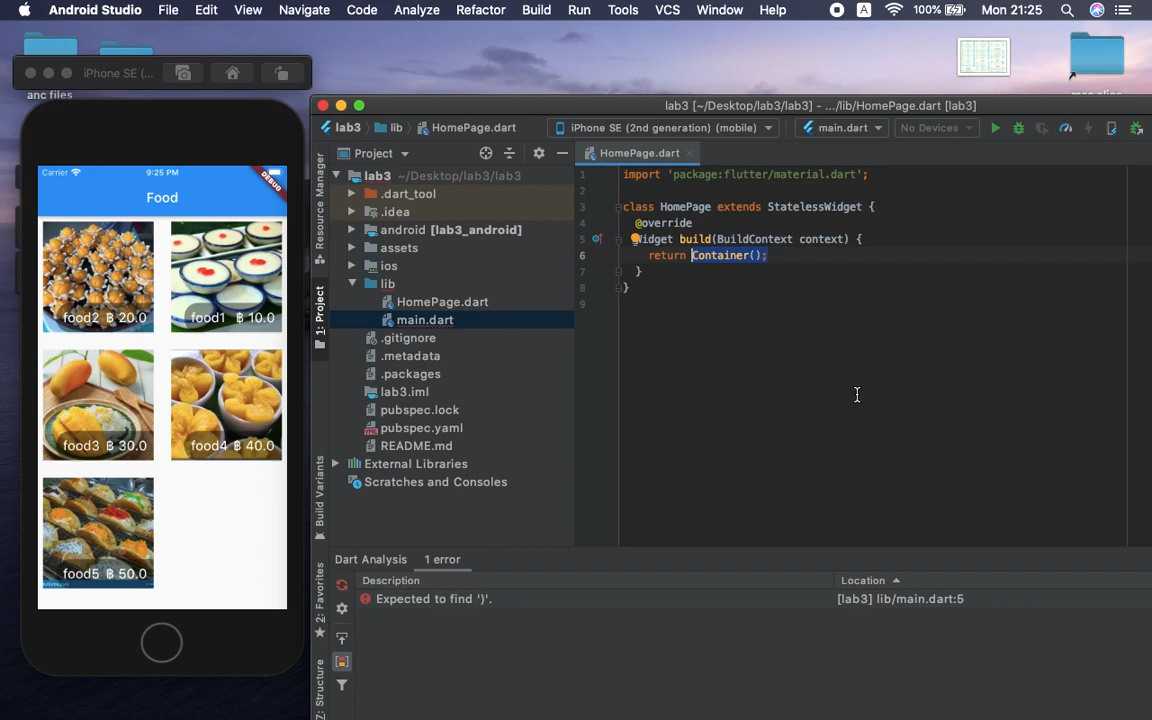 Android Studio File Edit View Navigate Code Analyze Refactor Build Run Tools VCS Window Help A 100% Mon 21:25
iPhone SE (...
anc files
lab3 [~/Desktop/lab3/lab3] - .../lib/HomePage.dart [lab3]
lab3 lib HomePage.dart iPhone SE (2nd generation) (mobile) main.dart No Devices
Resource Manager
1: Project
Build Variants
2: Favorites
Z: Structure
Project
lab3 ~/Desktop/lab3/lab3
.dart_tool
.idea
android [lab3_android]
assets
ios
lib
HomePage.dart
main.dart
.gitignore
.metadata
.packages
lab3.iml
pubspec.lock
pubspec.yaml
README.md
External Libraries
Scratches and Consoles
HomePage.dart
1 import 'package:flutter/material.dart';
2
3 class HomePage extends StatelessWidget {
4 @override
5 Widget build(BuildContext context) {
6 return Container();
7 }
8 }
9
Dart Analysis 1 error
Description Location
Expected to find ')'. [lab3] lib/main.dart:5
Carrier 9:25 PM DEBUG
Food
food2 ฿ 20.0 food1 ฿ 10.0
food3 ฿ 30.0 food4 ฿ 40.0
food5 ฿ 50.0